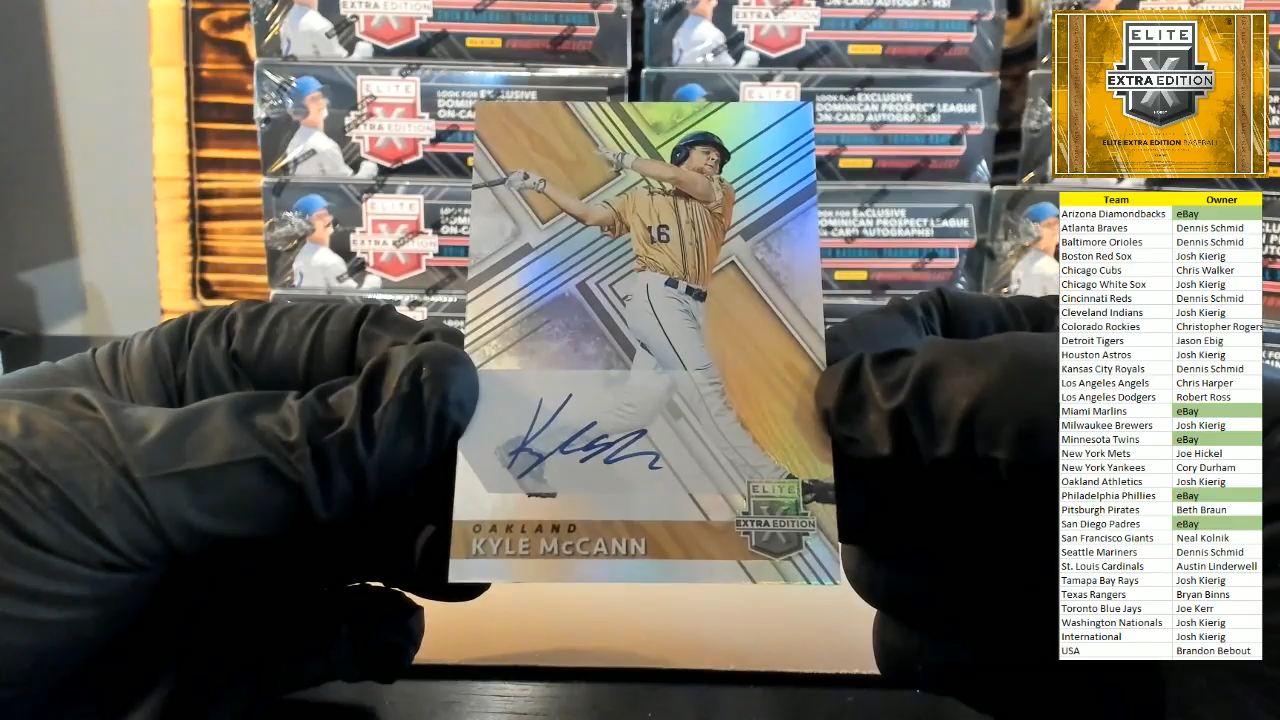 EXTRA EDITION
ELITE
X
EXTRA EDITION
LOOK FOR EXCLUSIVE
DOMINICAN PROSPECT LEAGUE
ON-CARD AUTOGRAPHS!
16
OAKLAND
KYLE McCANN
ELITE
EXTRA EDITION
ELITE
EXTRA EDITION
X
ELITE EXTRA EDITION BASEBALL
Team Owner
Arizona Diamondbacks eBay
Atlanta Braves Dennis Schmid
Baltimore Orioles Dennis Schmid
Boston Red Sox Josh Kierig
Chicago Cubs Chris Walker
Chicago White Sox Josh Kierig
Cincinnati Reds Dennis Schmid
Cleveland Indians Josh Kierig
Colorado Rockies Christopher Rogers
Detroit Tigers Jason Ebig
Houston Astros Josh Kierig
Kansas City Royals Dennis Schmid
Los Angeles Angels Chris Harper
Los Angeles Dodgers Robert Ross
Miami Marlins eBay
Milwaukee Brewers Josh Kierig
Minnesota Twins eBay
New York Mets Joe Hickel
New York Yankees Cory Durham
Oakland Athletics Josh Kierig
Philadelphia Phillies eBay
Pittsburgh Pirates Beth Braun
San Diego Padres eBay
San Francisco Giants Neal Kolnik
Seattle Mariners Dennis Schmid
St. Louis Cardinals Austin Linderwell
Tamapa Bay Rays Josh Kierig
Texas Rangers Bryan Binns
Toronto Blue Jays Joe Kerr
Washington Nationals Josh Kierig
International Josh Kierig
USA Brandon Bebout